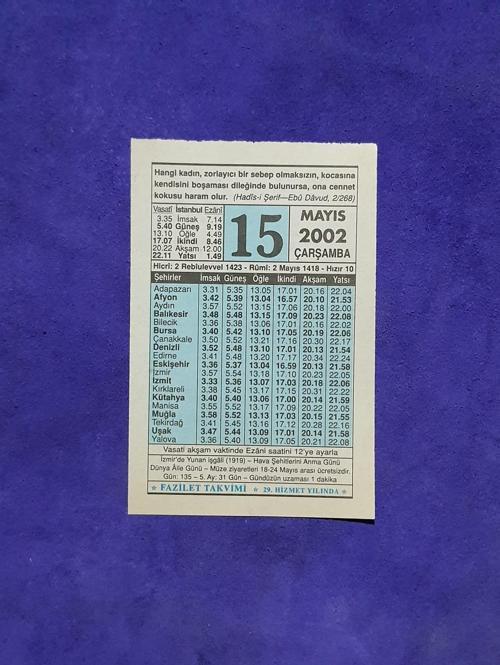 Hangi kadın, zorlayıcı bir sebep olmaksızın, kocasına
kendisini boşaması dileğinde bulunursa, ona cennet
kokusu haram olur. (Hadîs-i Şerif—Ebû Dâvud, 2/268)
Vasatî İstanbul Ezânî
3.35 İmsak 7.14
5.40 Güneş 9.19
13.10 Öğle 4.49
17.07 İkindi 8.46
20.22 Akşam 12.00
22.11 Yatsı 1.49
15
MAYIS
2002
ÇARŞAMBA
Hicrî: 2 Rebîulevvel 1423 - Rûmî: 2 Mayıs 1418 - Hızır 10
Şehirler İmsak Güneş Öğle İkindi Akşam Yatsı
Adapazarı 3.31 5.35 13.05 17.01 20.16 22.04
Afyon 3.42 5.39 13.04 16.57 20.10 21.53
Aydın 3.57 5.52 13.15 17.06 20.18 22.00
Balıkesir 3.48 5.48 13.15 17.09 20.23 22.08
Bilecik 3.36 5.38 13.06 17.01 20.16 22.02
Bursa 3.40 5.42 13.10 17.05 20.19 22.06
Çanakkale 3.50 5.52 13.21 17.16 20.30 22.17
Denizli 3.52 5.48 13.10 17.01 20.13 21.54
Edirne 3.41 5.48 13.20 17.17 20.34 22.24
Eskişehir 3.36 5.37 13.04 16.59 20.13 21.58
İzmir 3.57 5.54 13.18 17.10 20.23 22.05
İzmit 3.33 5.36 13.07 17.03 20.18 22.06
Kırklareli 3.38 5.45 13.17 17.15 20.32 22.22
Kütahya 3.40 5.40 13.06 17.00 20.14 21.59
Manisa 3.55 5.52 13.17 17.09 20.22 22.05
Muğla 3.58 5.52 13.13 17.03 20.15 21.55
Tekirdağ 3.41 5.45 13.15 17.12 20.28 22.16
Uşak 3.47 5.44 13.09 17.01 20.14 21.58
Yalova 3.36 5.40 13.09 17.05 20.21 22.08
Vasatî akşam vaktinde Ezânî saatini 12'ye ayarla
İzmir'de Yunan işgâli (1919) – Hava Şehitlerini Anma Günü
Dünya Âile Günü – Müze ziyaretleri 18-24 Mayıs arası ücretsizdir.
Gün: 135 – 5. Ay: 31 Gün – Gündüzün uzaması 1 dakika
★ FAZİLET TAKVİMİ ★ 29. HİZMET YILINDA ★